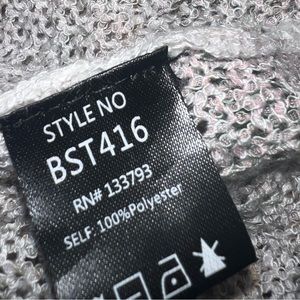 STYLE NO
BST416
RN# 133793
SELF 100%Polyester